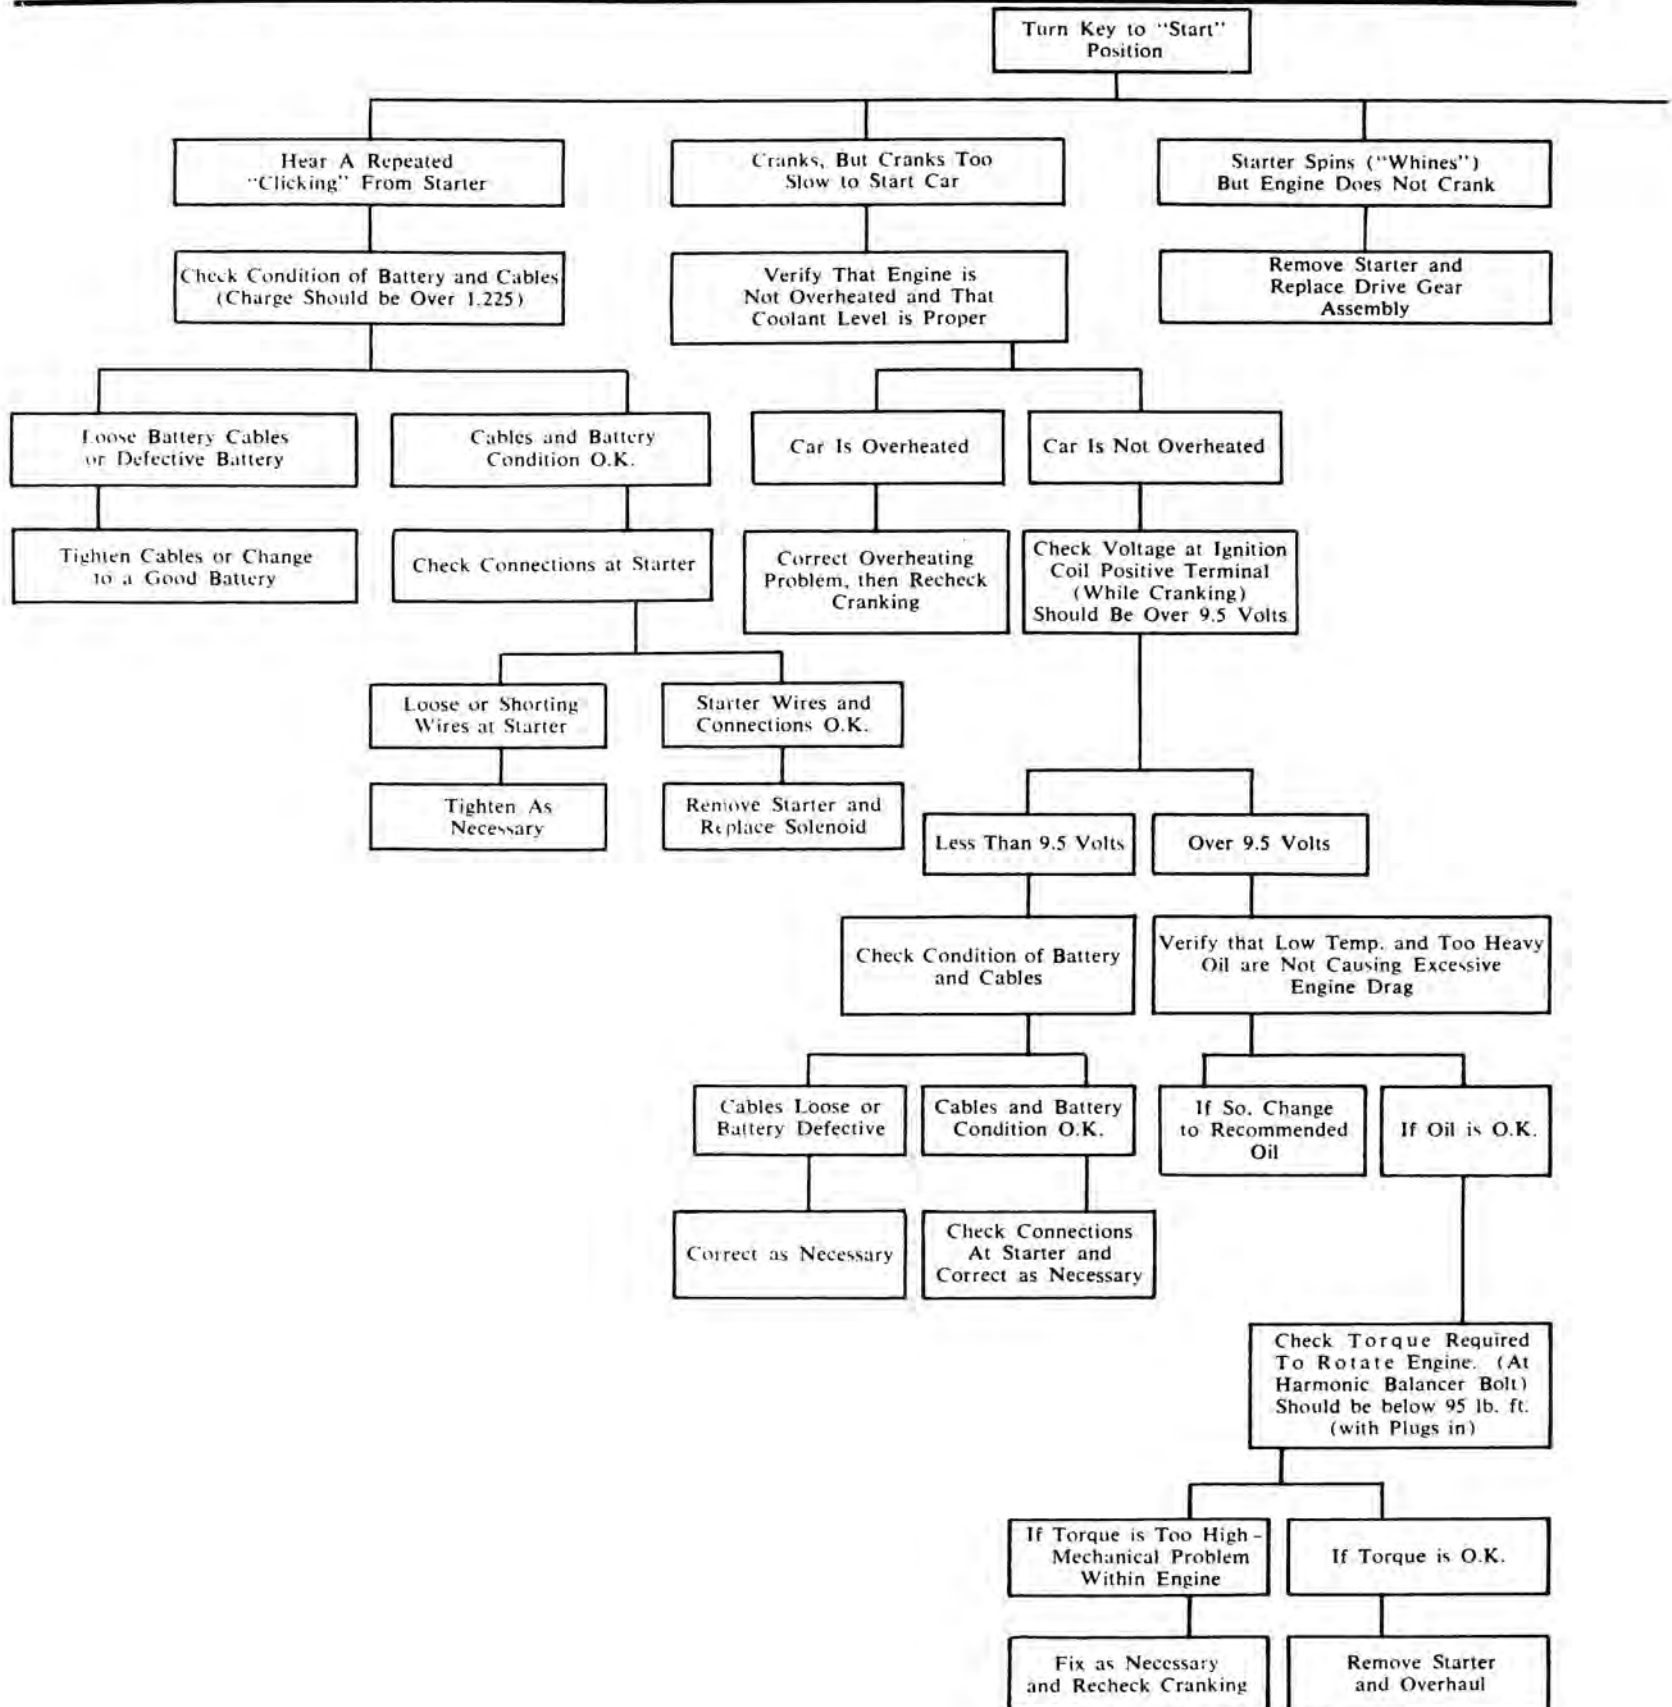 Turn Key to "Start"
Position
Hear A Repeated
"Clicking" From Starter
Cranks, But Cranks Too
Slow to Start Car
Starter Spins ("Whines")
But Engine Does Not Crank
Check Condition of Battery and Cables
(Charge Should be Over 1.225)
Verify That Engine is
Not Overheated and That
Coolant Level is Proper
Remove Starter and
Replace Drive Gear
Assembly
Loose Battery Cables
or Defective Battery
Cables and Battery
Condition O.K.
Car Is Overheated
Car Is Not Overheated
Tighten Cables or Change
to a Good Battery
Check Connections at Starter
Correct Overheating
Problem, then Recheck
Cranking
Check Voltage at Ignition
Coil Positive Terminal
(While Cranking)
Should Be Over 9.5 Volts
Loose or Shorting
Wires at Starter
Starter Wires and
Connections O.K.
Tighten As
Necessary
Remove Starter and
Replace Solenoid
Less Than 9.5 Volts
Over 9.5 Volts
Check Condition of Battery
and Cables
Verify that Low Temp. and Too Heavy
Oil are Not Causing Excessive
Engine Drag
Cables Loose or
Battery Defective
Cables and Battery
Condition O.K.
If So, Change
to Recommended
Oil
If Oil is O.K.
Correct as Necessary
Check Connections
At Starter and
Correct as Necessary
Check Torque Required
To Rotate Engine. (At
Harmonic Balancer Bolt)
Should be below 95 lb. ft.
(with Plugs in)
If Torque is Too High -
Mechanical Problem
Within Engine
If Torque is O.K.
Fix as Necessary
and Recheck Cranking
Remove Starter
and Overhaul